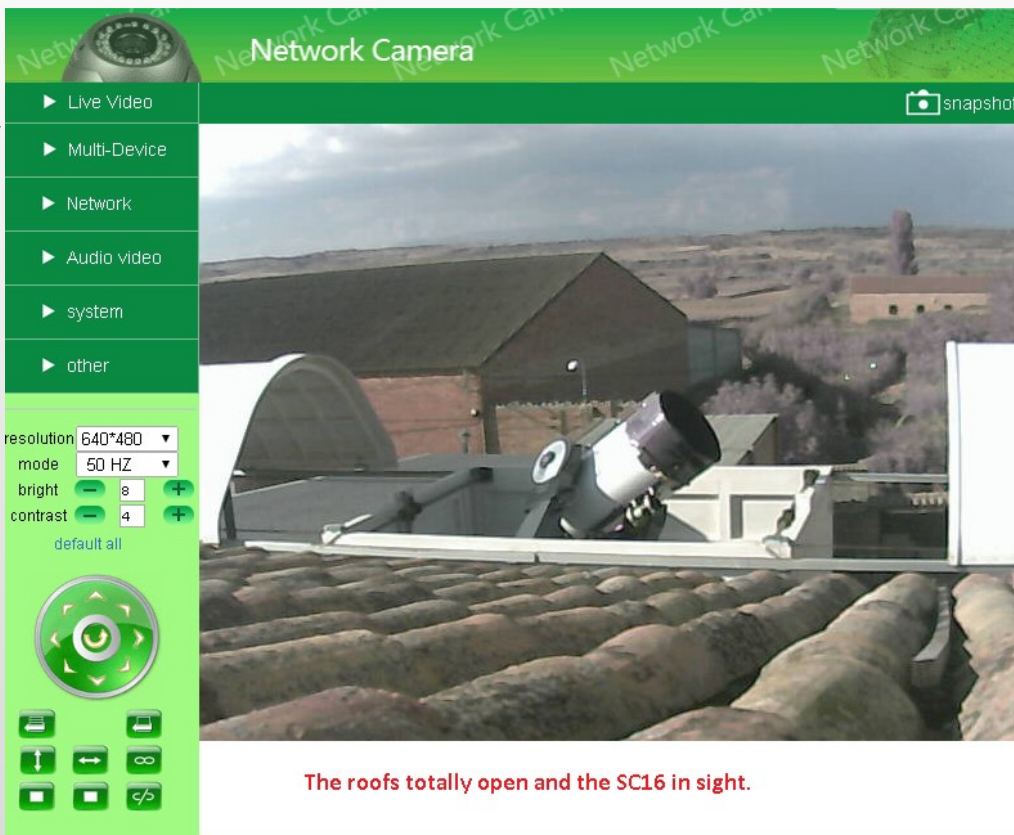 Network Camera
Live Video
snapshot
Multi-Device
Network
Audio video
system
other
resolution 640*480
mode 50 HZ
bright 8
contrast 4
default all
The roofs totally open and the SC16 in sight.